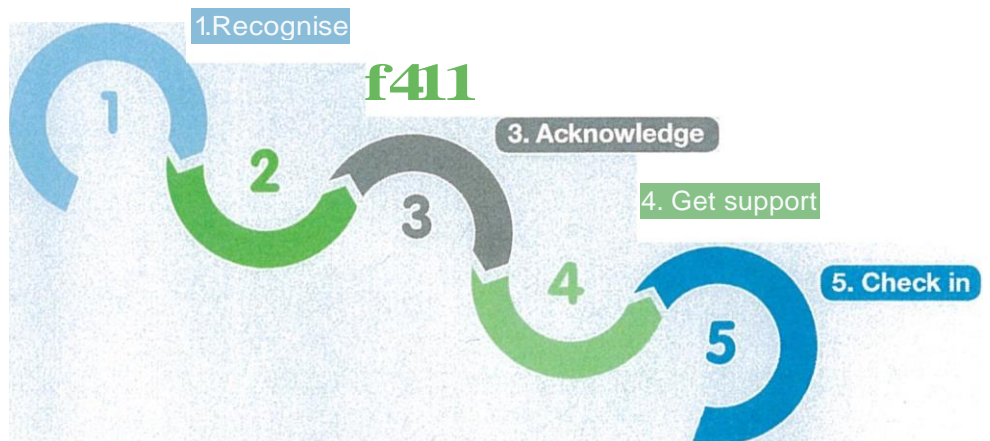 1.Recognise
f411
3. Acknowledge
4. Get support
5. Check in
1
2
3
4
5